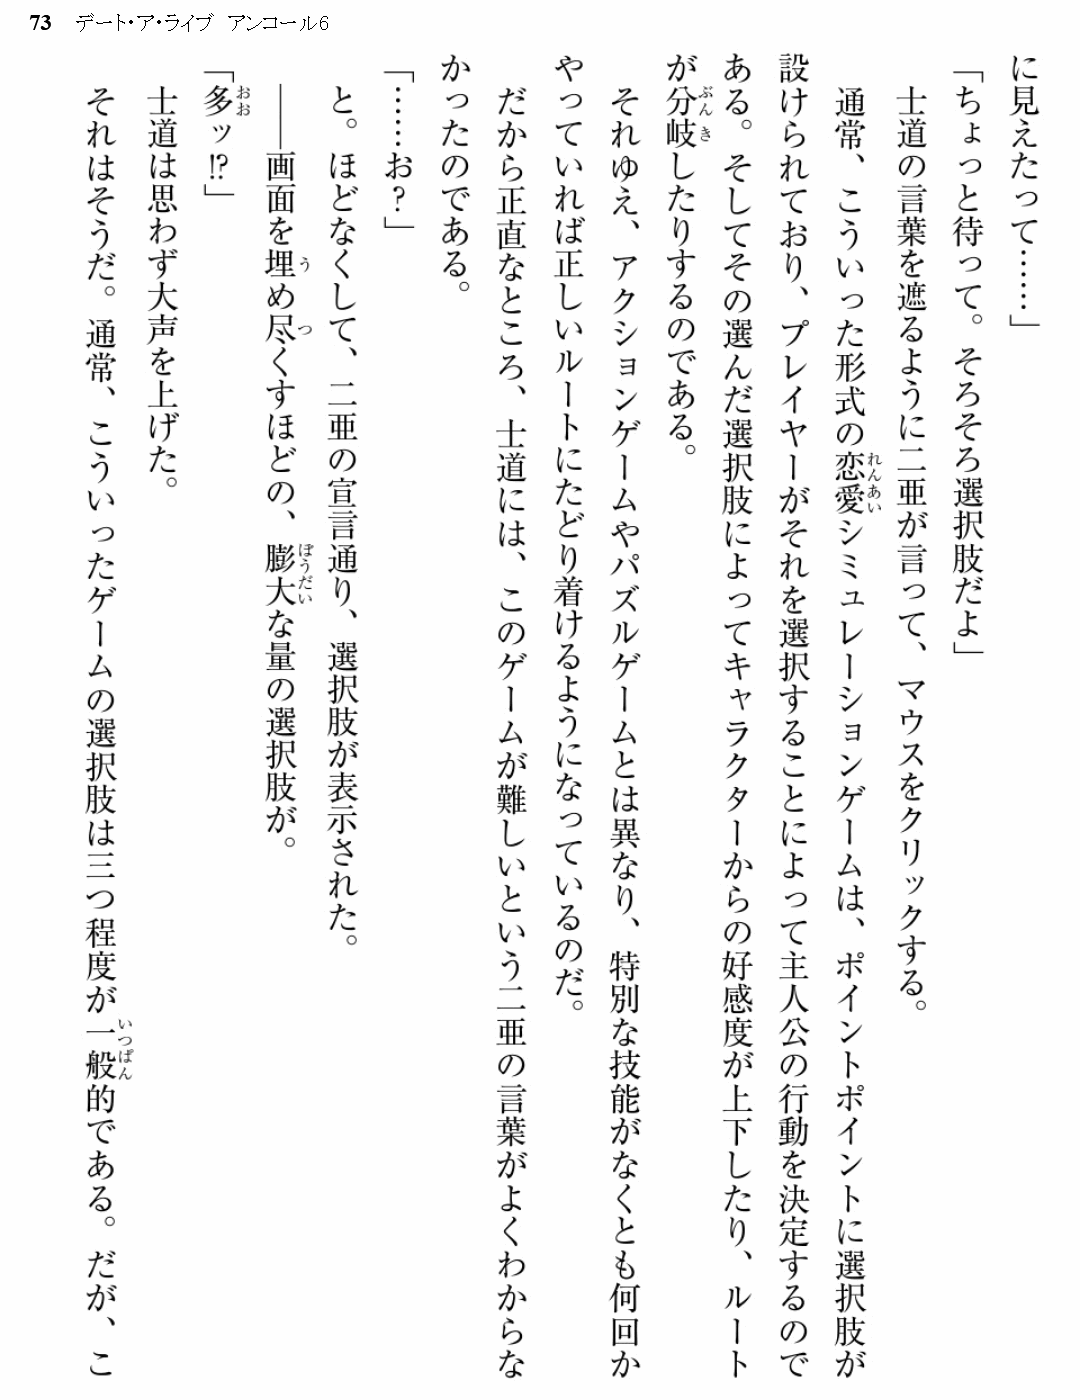 73 デート・ア・ライブ アンコール6
に見えたって……」
「ちょっと待って。そろそろ選択肢だよ」
士道の言葉を遮るように二亜が言って、マウスをクリックする。
通常、こういった形式の恋愛シミュレーションゲームは、ポイントポイントに選択肢が
設けられており、プレイヤーがそれを選択することによって主人公の行動を決定するので
ある。そしてその選んだ選択肢によってキャラクターからの好感度が上下したり、ルート
が分岐したりするのである。
それゆえ、アクションゲームやパズルゲームとは異なり、特別な技能がなくとも何回か
やっていれば正しいルートにたどり着けるようになっているのだ。
だから正直なところ、士道には、このゲームが難しいという二亜の言葉がよくわからな
かったのである。
「……お?」
と。ほどなくして、二亜の宣言通り、選択肢が表示された。
――画面を埋め尽くすほどの、膨大な量の選択肢が。
「多ッ!?」
士道は思わず大声を上げた。
それはそうだ。通常、こういったゲームの選択肢は三つ程度が一般的である。だが、こ